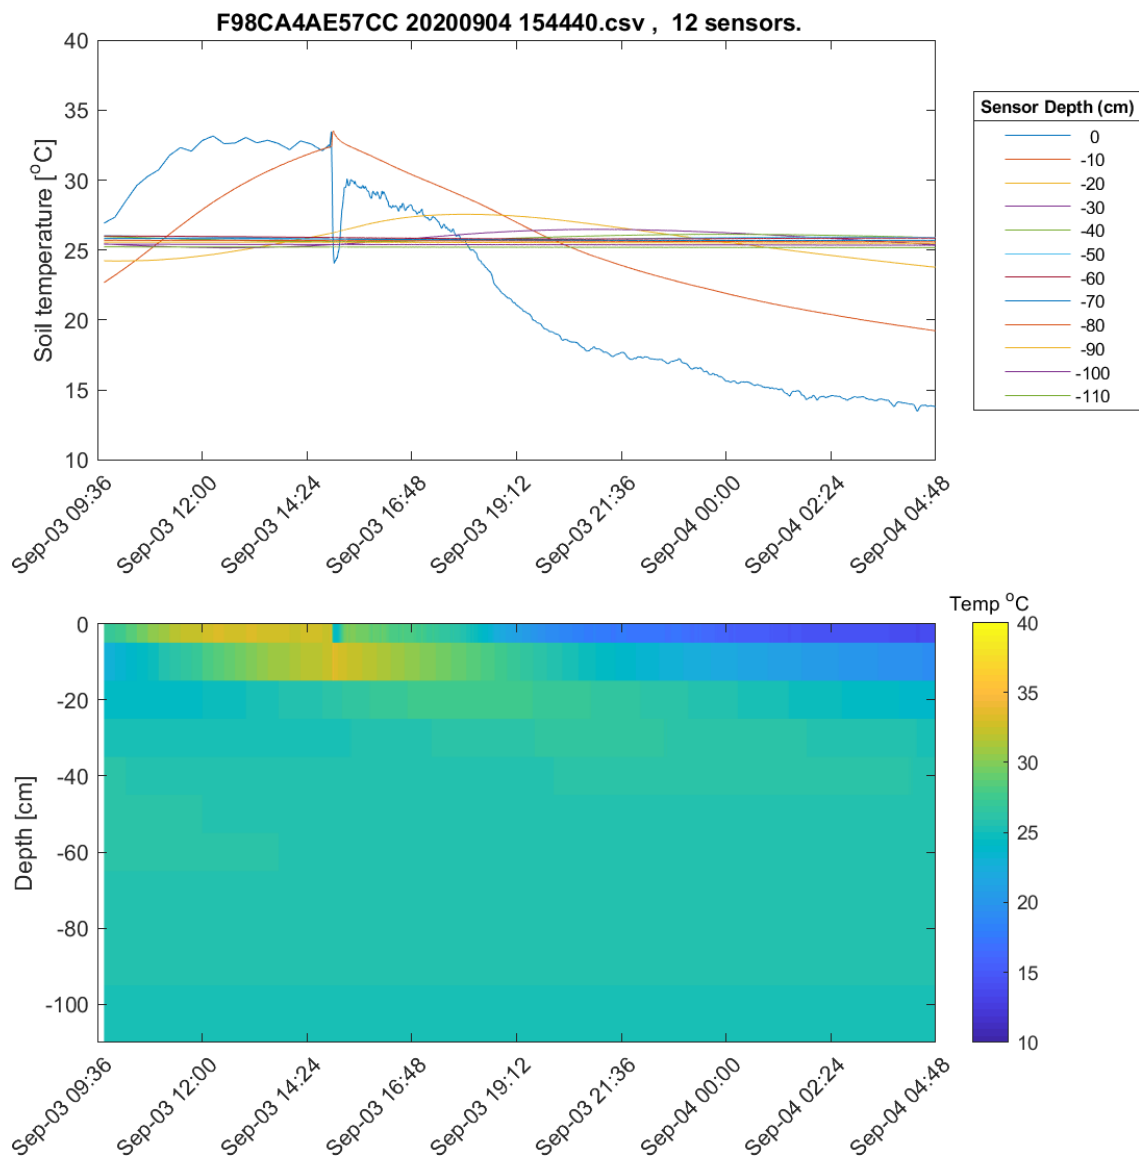 F98CA4AE57CC 20200904 154440.csv ,  12 sensors.
40
35
30
25
20
15
10
Soil temperature [°C]
Sep-03 09:36
Sep-03 12:00
Sep-03 14:24
Sep-03 16:48
Sep-03 19:12
Sep-03 21:36
Sep-04 00:00
Sep-04 02:24
Sep-04 04:48
Sensor Depth (cm)
0
-10
-20
-30
-40
-50
-60
-70
-80
-90
-100
-110
0
-20
-40
-60
-80
-100
Depth [cm]
Sep-03 09:36
Sep-03 12:00
Sep-03 14:24
Sep-03 16:48
Sep-03 19:12
Sep-03 21:36
Sep-04 00:00
Sep-04 02:24
Sep-04 04:48
Temp °C
40
35
30
25
20
15
10